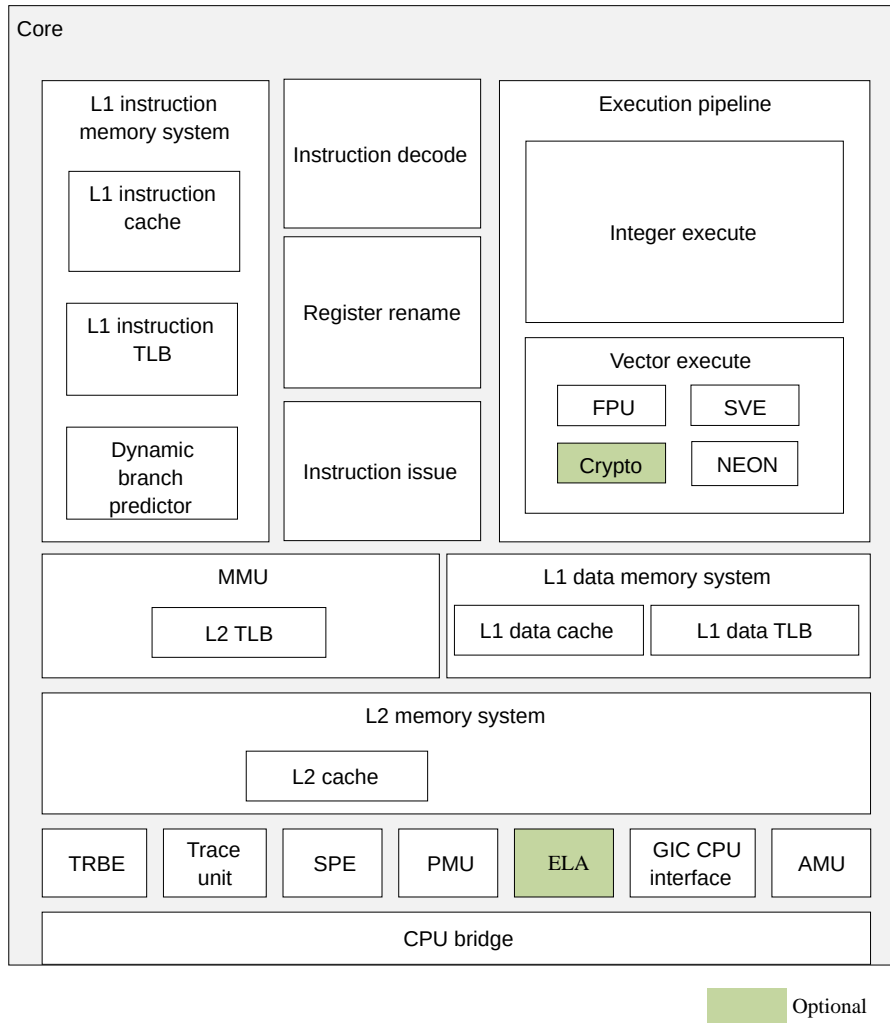 Core
L1 instruction
memory system
L1 instruction
cache
L1 instruction
TLB
Dynamic
branch
predictor
Instruction decode
Register rename
Instruction issue
Execution pipeline
Integer execute
Vector execute
FPU
SVE
Crypto
NEON
MMU
L2 TLB
L1 data memory system
L1 data cache
L1 data TLB
L2 memory system
L2 cache
TRBE
Trace
unit
SPE
PMU
ELA
GIC CPU
interface
AMU
CPU bridge
Optional